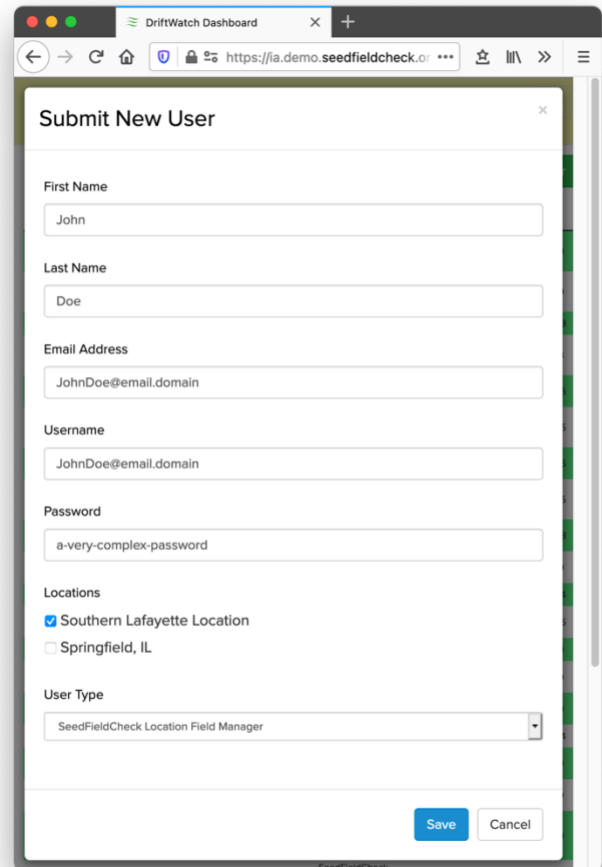 DriftWatch Dashboard
https://ia.demo.seedfieldcheck.or
Submit New User
First Name
John
Last Name
Doe
Email Address
JohnDoe@email.domain
Username
JohnDoe@email.domain
Password
a-very-complex-password
Locations
Southern Lafayette Location
Springfield, IL
User Type
SeedFieldCheck Location Field Manager
Save
Cancel
SeedFieldCheck